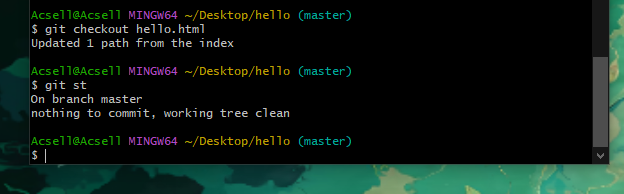 Acsell@Acsell MINGW64 ~/Desktop/hello (master)
$ git checkout hello.html
Updated 1 path from the index
Acsell@Acsell MINGW64 ~/Desktop/hello (master)
$ git st
On branch master
nothing to commit, working tree clean
Acsell@Acsell MINGW64 ~/Desktop/hello (master)
$